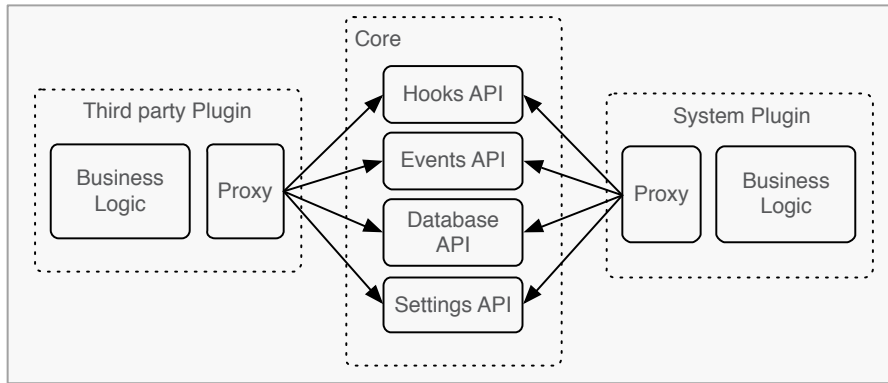 Third party Plugin
Business
Logic
Proxy
Core
Hooks API
Events API
Database
API
Settings API
System Plugin
Proxy
Business
Logic